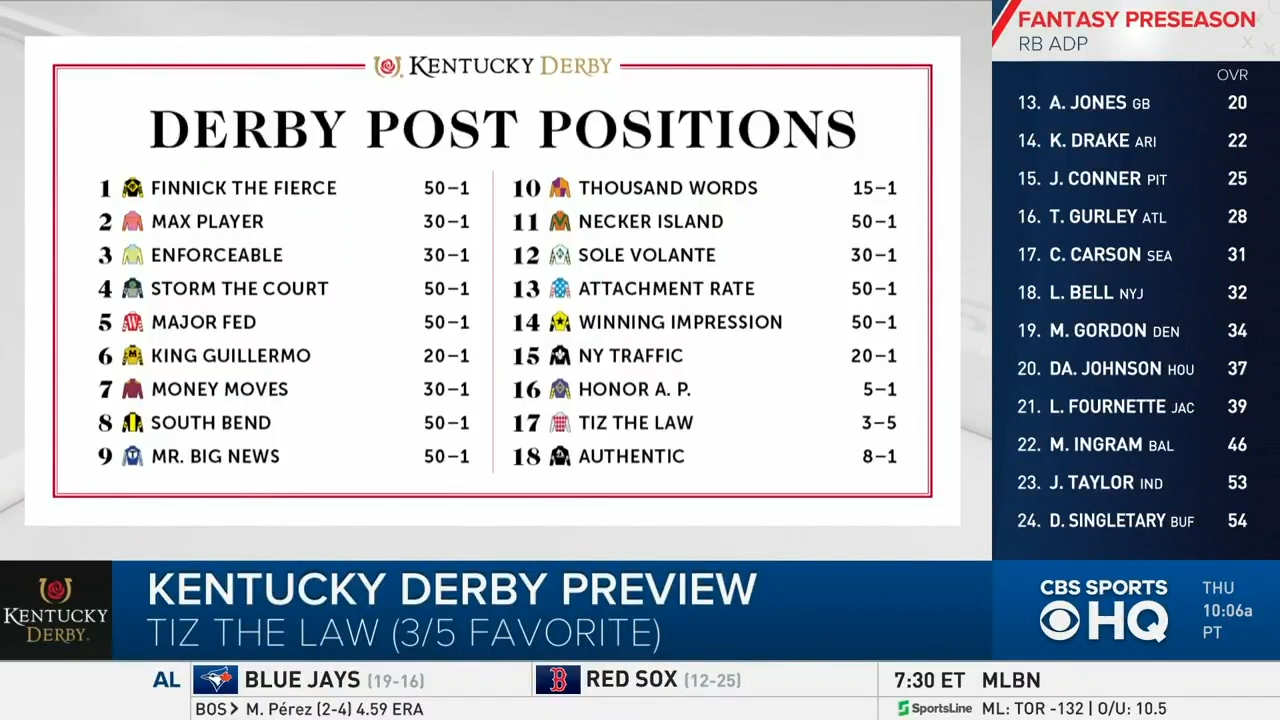 KENTUCKY DERBY
DERBY POST POSITIONS
1 FINNICK THE FIERCE 50–1
2 MAX PLAYER 30–1
3 ENFORCEABLE 30–1
4 STORM THE COURT 50–1
5 MAJOR FED 50–1
6 KING GUILLERMO 20–1
7 MONEY MOVES 30–1
8 SOUTH BEND 50–1
9 MR. BIG NEWS 50–1
10 THOUSAND WORDS 15–1
11 NECKER ISLAND 50–1
12 SOLE VOLANTE 30–1
13 ATTACHMENT RATE 50–1
14 WINNING IMPRESSION 50–1
15 NY TRAFFIC 20–1
16 HONOR A. P. 5–1
17 TIZ THE LAW 3–5
18 AUTHENTIC 8–1
FANTASY PRESEASON
RB ADP
OVR
13. A. JONES GB 20
14. K. DRAKE ARI 22
15. J. CONNER PIT 25
16. T. GURLEY ATL 28
17. C. CARSON SEA 31
18. L. BELL NYJ 32
19. M. GORDON DEN 34
20. DA. JOHNSON HOU 37
21. L. FOURNETTE JAC 39
22. M. INGRAM BAL 46
23. J. TAYLOR IND 53
24. D. SINGLETARY BUF 54
KENTUCKY
DERBY
KENTUCKY DERBY PREVIEW
TIZ THE LAW (3/5 FAVORITE)
CBS SPORTS
HQ
THU
10:06a
PT
AL BLUE JAYS (19-16) RED SOX (12-25) 7:30 ET MLBN
BOS> M. Pérez (2-4) 4.59 ERA SportsLine ML: TOR -132 | O/U: 10.5